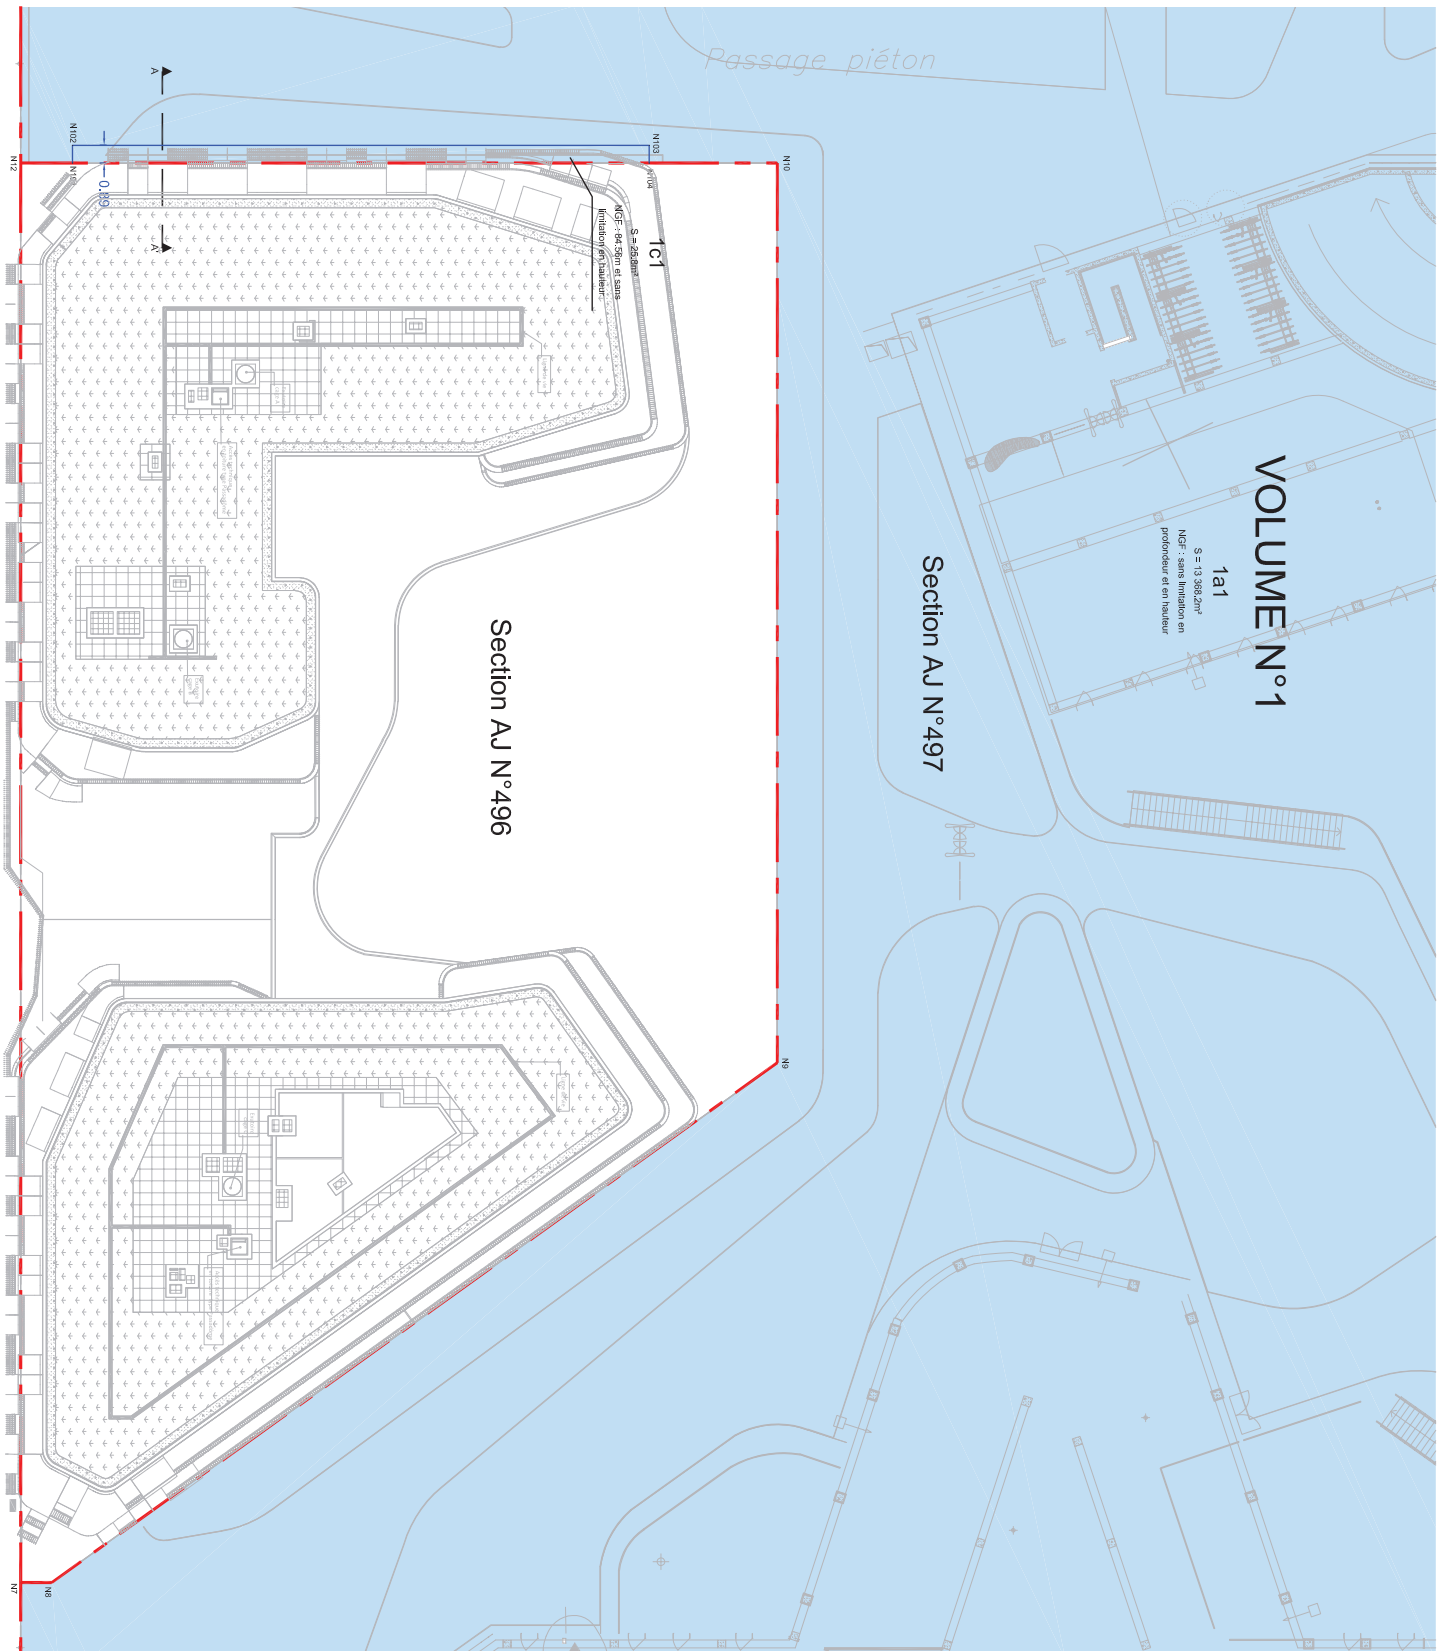 Passage piéton
A
A'
N102
N103
N12
N104
N10
0.89
1c1
S = 25.8m²
NGF : 84.56m et sans
limitation en hauteur
VOLUME N°1
1a1
S = 13 368.2m²
NGF : sans limitation en
profondeur et en hauteur
Section AJ N°497
Section AJ N°496
N9
N8
N7